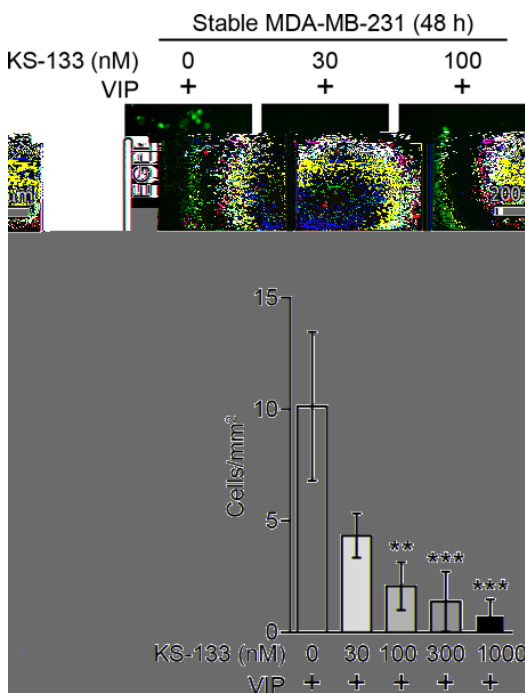 Stable MDA-MB-231 (48 h)
KS-133 (nM) 0 30 100
VIP + + +
200
15
10
5
0
Cells/mm²
** *** ***
KS-133 (nM) 0 30 100 300 1000
VIP + + + + +